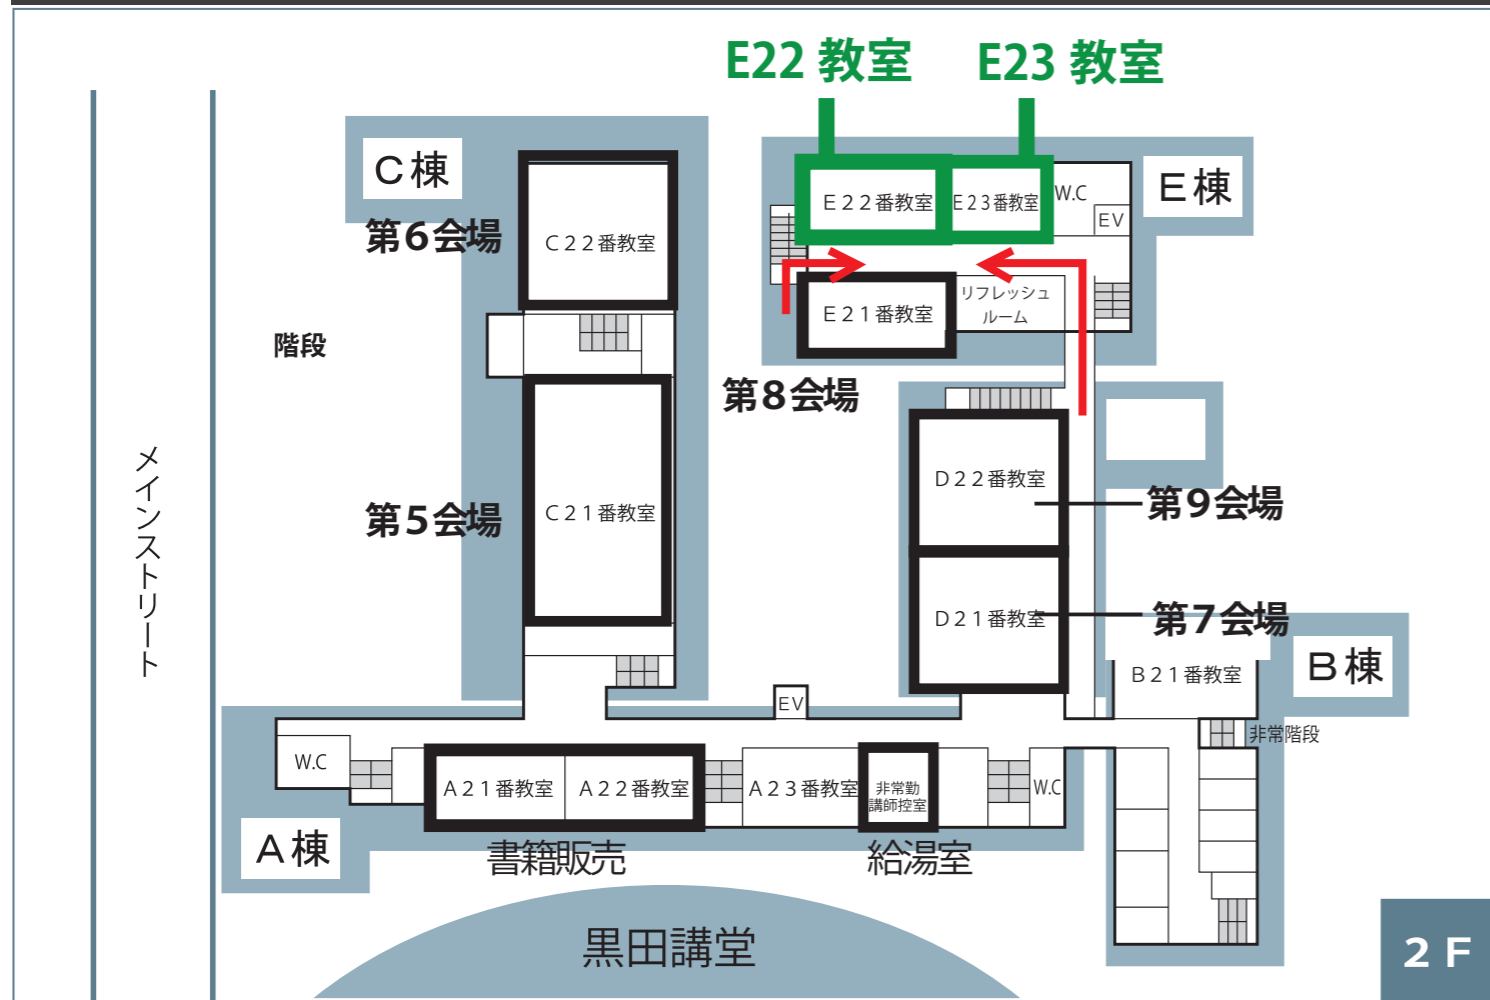 E22 教室
E23 教室
C棟
E棟
E22番教室
E23番教室
W.C
EV
第6会場
C22番教室
E21番教室
リフレッシュ
ルーム
階段
第8会場
メインストリート
第5会場
C21番教室
D22番教室
第9会場
D21番教室
第7会場
B21番教室
B棟
EV
非常階段
W.C
A21番教室
A22番教室
A23番教室
非常勤
講師控室
W.C
A棟
書籍販売
給湯室
黒田講堂
2F